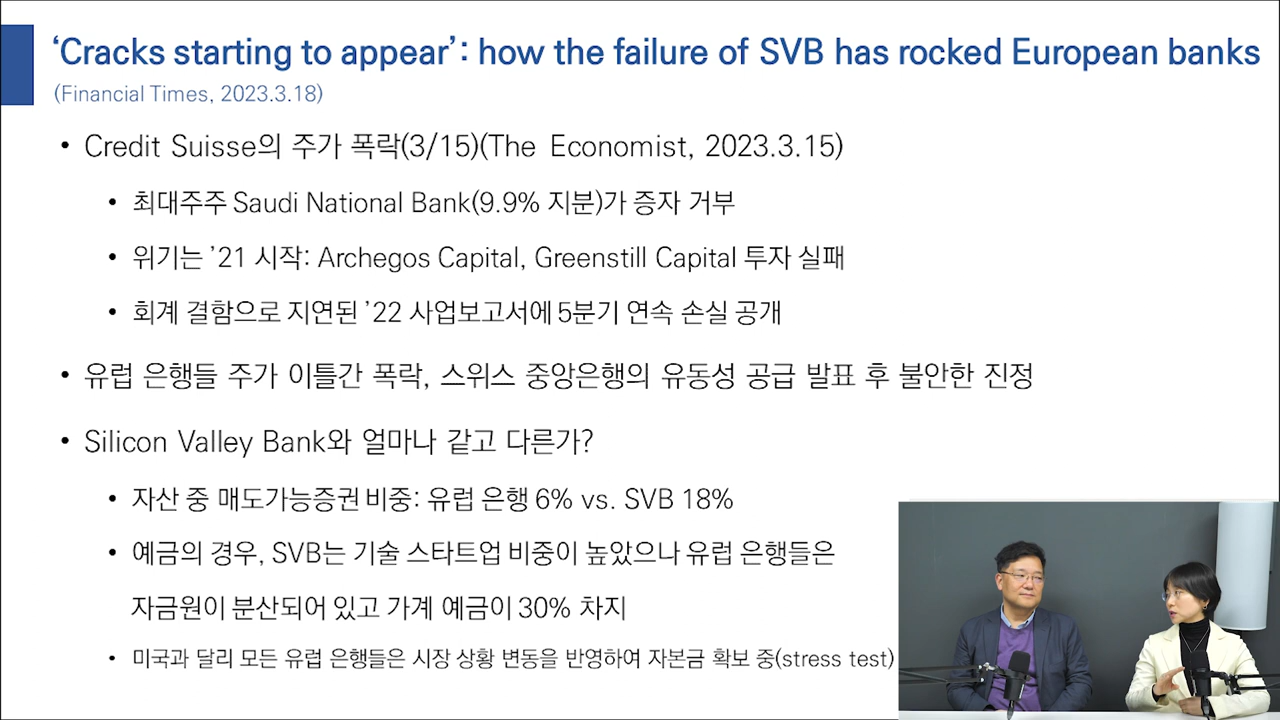 ‘Cracks starting to appear’: how the failure of SVB has rocked European banks
(Financial Times, 2023.3.18)
• Credit Suisse의 주가 폭락(3/15)(The Economist, 2023.3.15)
• 최대주주 Saudi National Bank(9.9% 지분)가 증자 거부
• 위기는 ’21 시작: Archegos Capital, Greenstill Capital 투자 실패
• 회계 결함으로 지연된 ’22 사업보고서에 5분기 연속 손실 공개
• 유럽 은행들 주가 이틀간 폭락, 스위스 중앙은행의 유동성 공급 발표 후 불안한 진정
• Silicon Valley Bank와 얼마나 같고 다른가?
• 자산 중 매도가능증권 비중: 유럽 은행 6% vs. SVB 18%
• 예금의 경우, SVB는 기술 스타트업 비중이 높았으나 유럽 은행들은
자금원이 분산되어 있고 가계 예금이 30% 차지
• 미국과 달리 모든 유럽 은행들은 시장 상황 변동을 반영하여 자본금 확보 중(stress test)